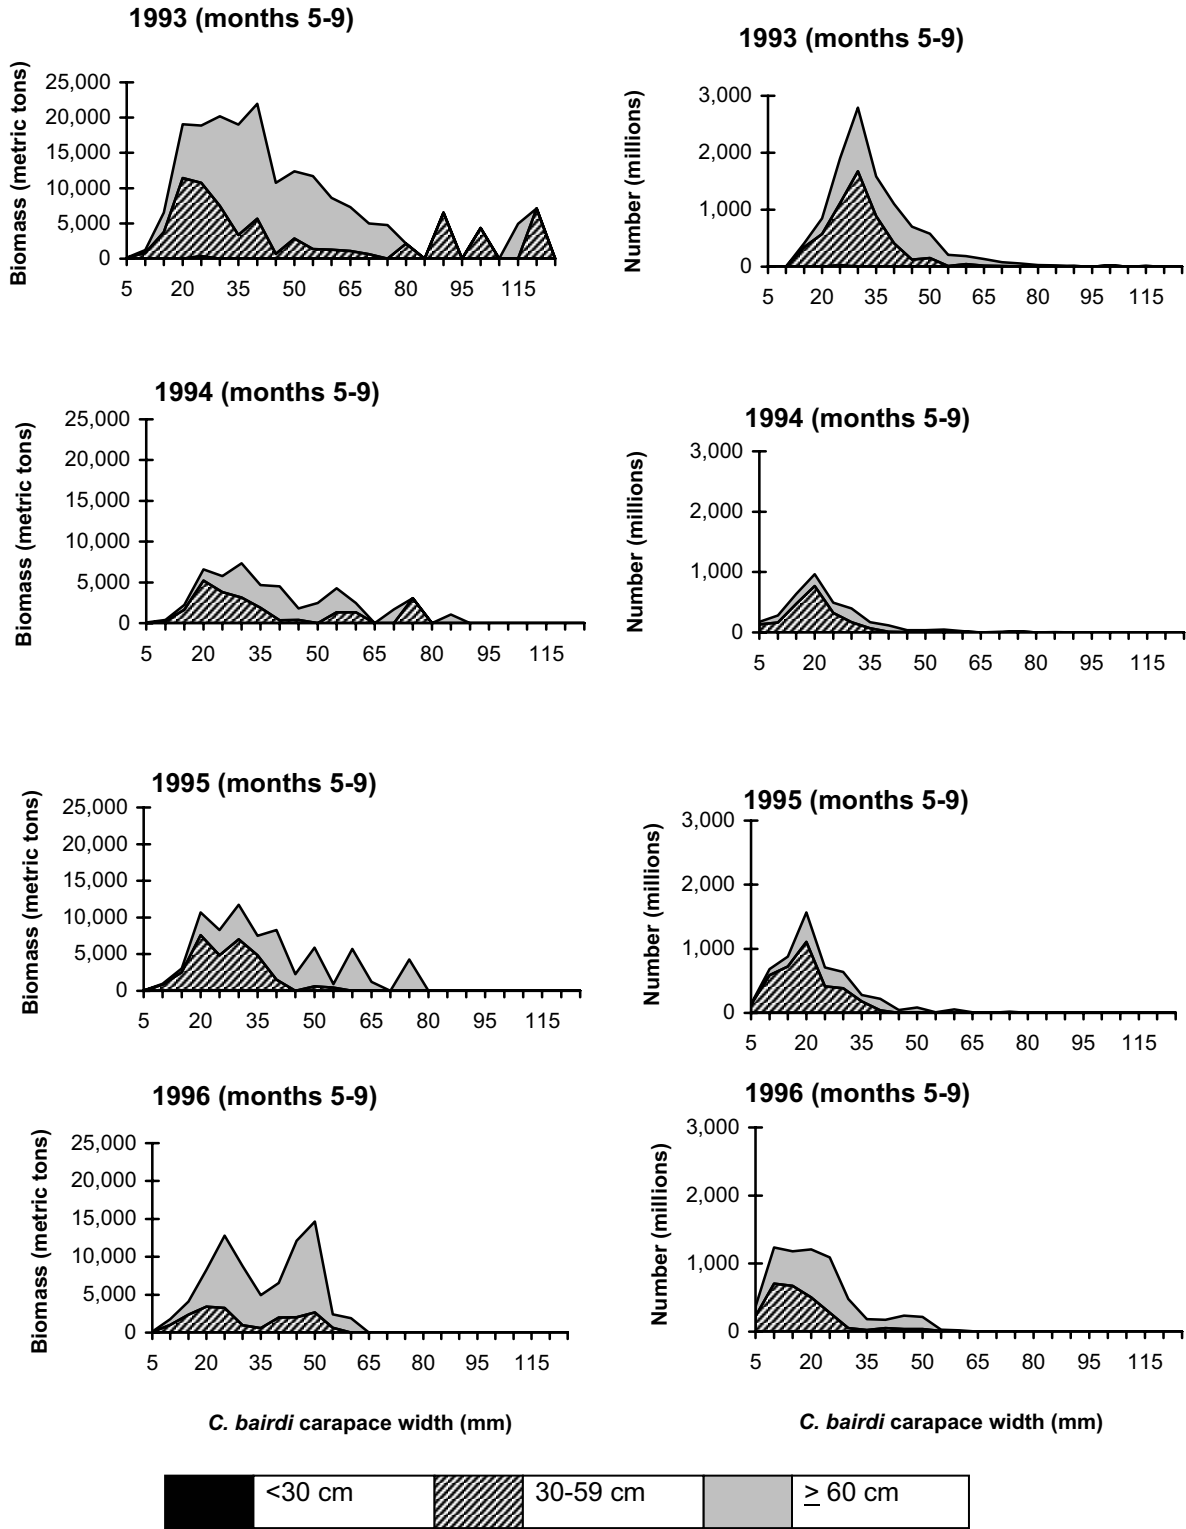 1993 (months 5-9)
Biomass (metric tons)
25,000
20,000
15,000
10,000
5,000
0
5 20 35 50 65 80 95 115
1993 (months 5-9)
Number (millions)
3,000
2,000
1,000
0
5 20 35 50 65 80 95 115
1994 (months 5-9)
Biomass (metric tons)
25,000
20,000
15,000
10,000
5,000
0
5 20 35 50 65 80 95 115
1994 (months 5-9)
Number (millions)
3,000
2,000
1,000
0
5 20 35 50 65 80 95 115
1995 (months 5-9)
Biomass (metric tons)
25,000
20,000
15,000
10,000
5,000
0
5 20 35 50 65 80 95 115
1995 (months 5-9)
Number (millions)
3,000
2,000
1,000
0
5 20 35 50 65 80 95 115
1996 (months 5-9)
Biomass (metric tons)
25,000
20,000
15,000
10,000
5,000
0
5 20 35 50 65 80 95 115
C. bairdi carapace width (mm)
1996 (months 5-9)
Number (millions)
3,000
2,000
1,000
0
5 20 35 50 65 80 95 115
C. bairdi carapace width (mm)
<30 cm 30-59 cm ≥ 60 cm